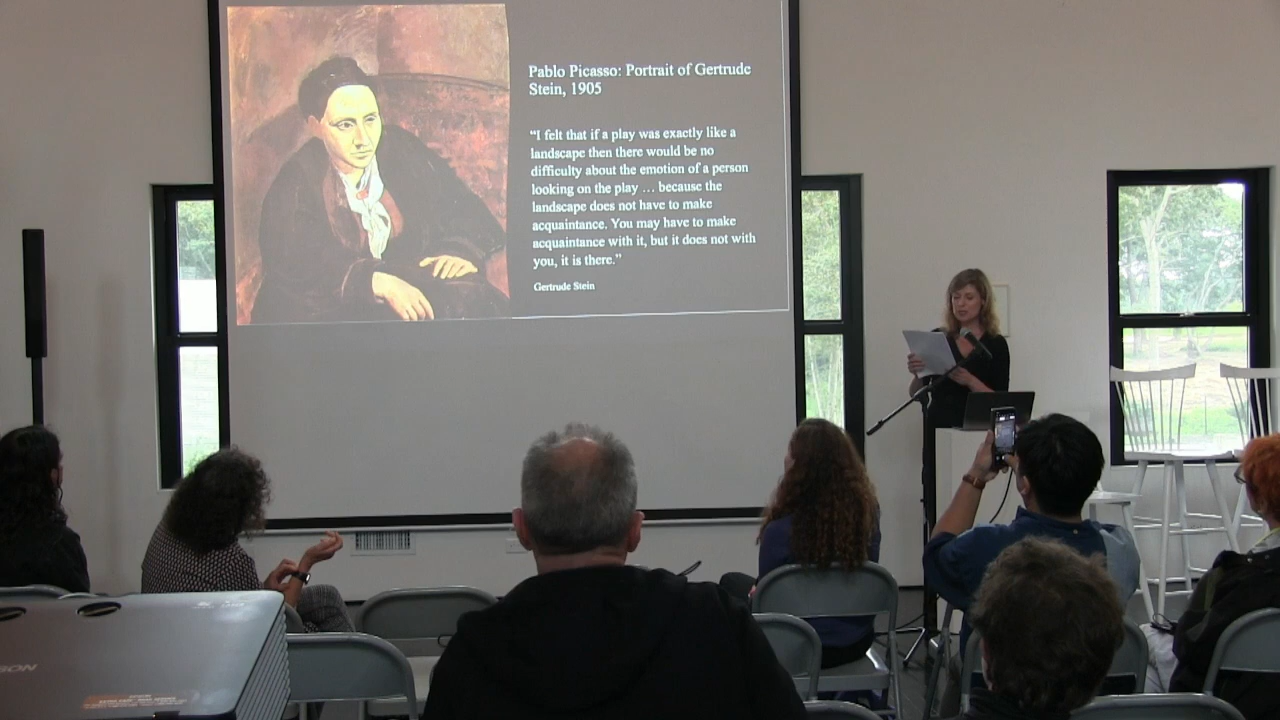 Pablo Picasso: Portrait of Gertrude
Stein, 1905
“I felt that if a play was exactly like a
landscape then there would be no
difficulty about the emotion of a person
looking on the play … because the
landscape does not have to make
acquaintance. You may have to make
acquaintance with it, but it does not with
you, it is there.”
Gertrude Stein